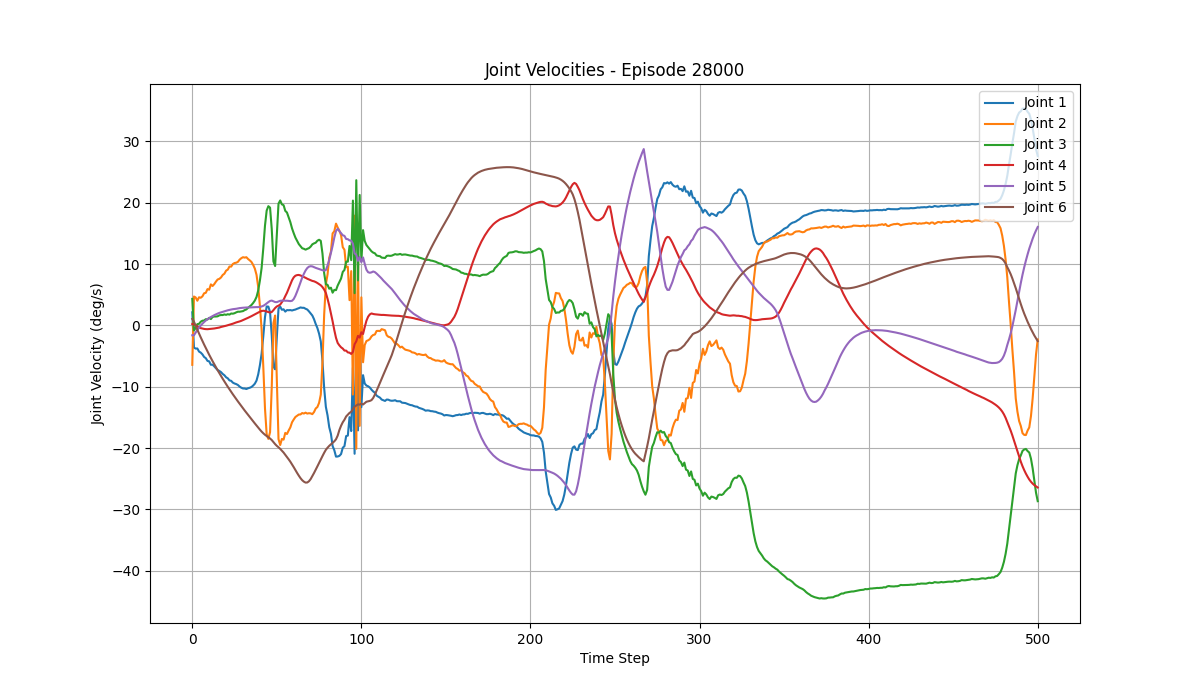 Joint Velocities - Episode 28000
Joint 1
Joint 2
Joint 3
Joint 4
Joint 5
Joint 6
Joint Velocity (deg/s)
30
20
10
0
−10
−20
−30
−40
0 100 200 300 400 500
Time Step